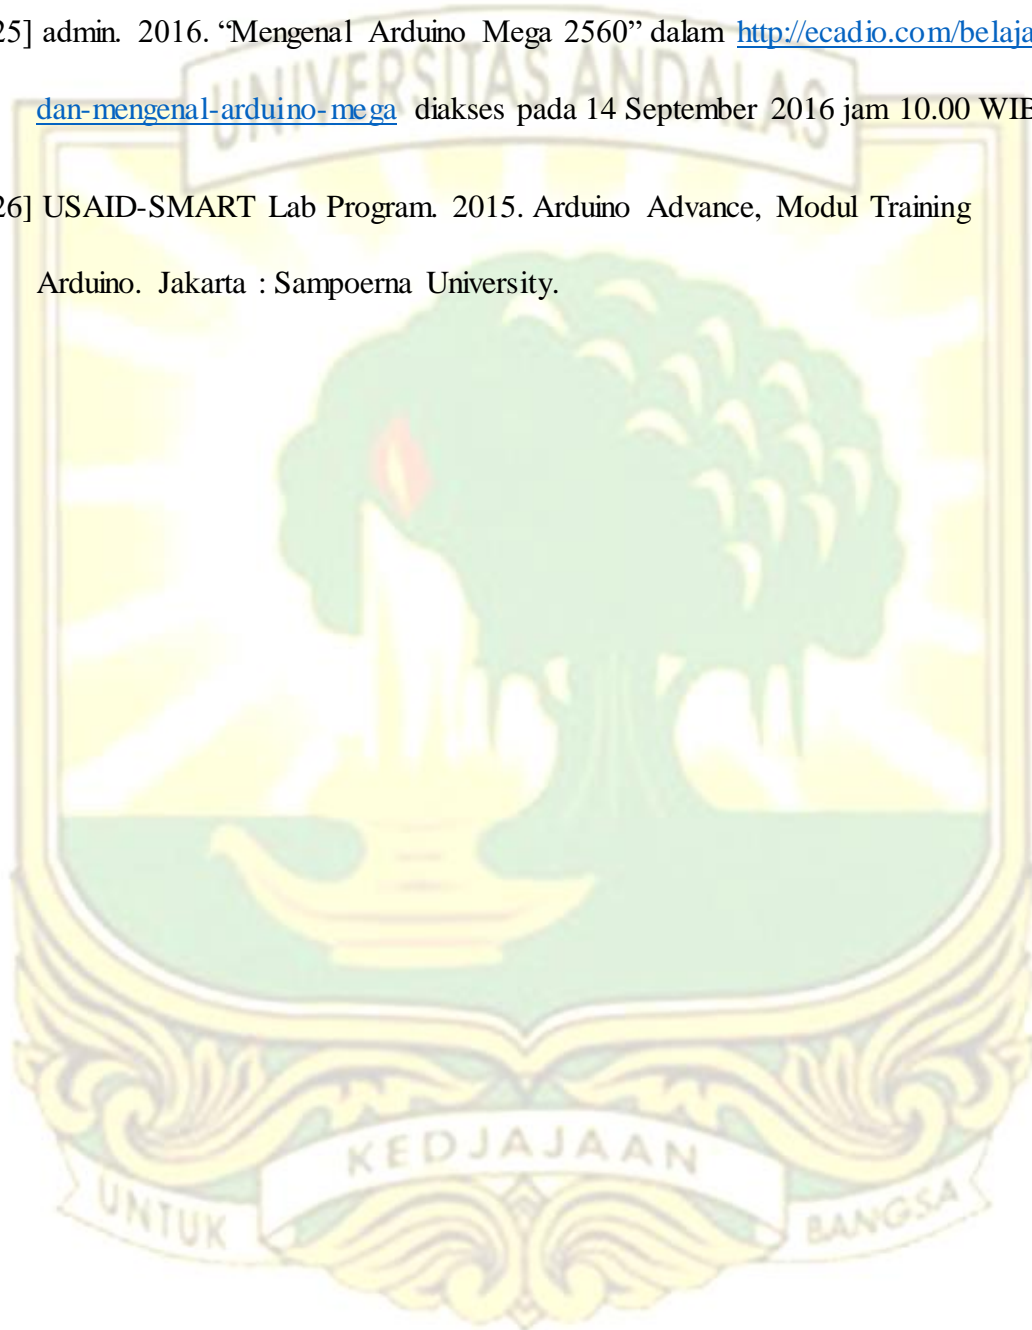 25] admin. 2016. “Mengenal Arduino Mega 2560” dalam http://ecadio.com/belaja
dan-mengenal-arduino-mega diakses pada 14 September 2016 jam 10.00 WIB
26] USAID-SMART Lab Program. 2015. Arduino Advance, Modul Training
Arduino. Jakarta : Sampoerna University.
UNIVERSITAS ANDALAS
UNTUK KEDJAJAAN BANGSA